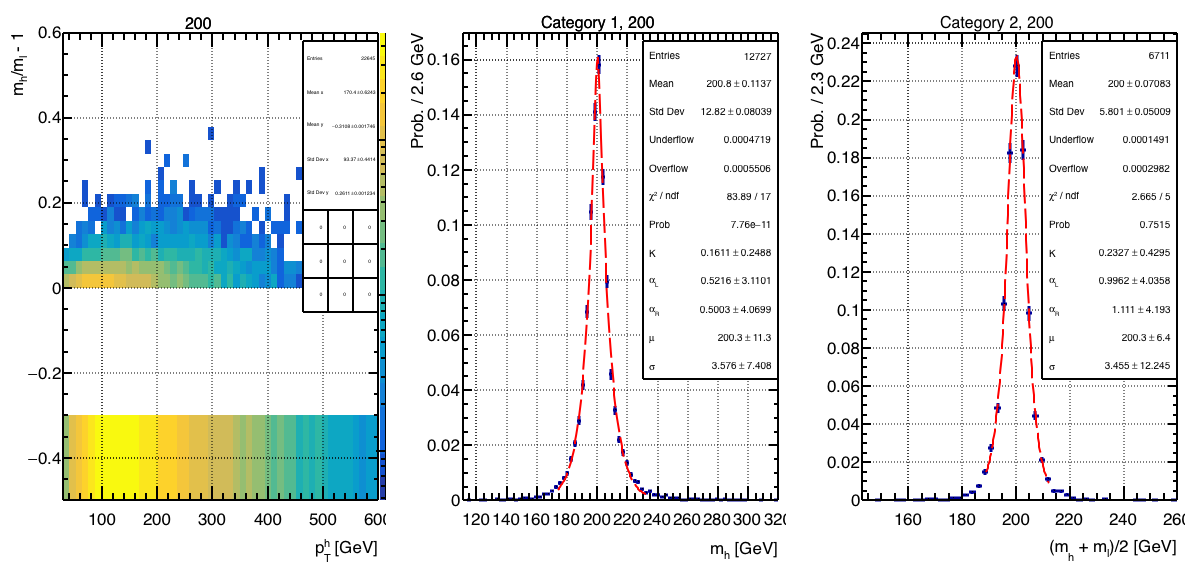 200
m_h/m_l - 1
0.6
0.4
0.2
0
−0.2
−0.4
100 200 300 400 500 600
p_T^h [GeV]
Entries 22645
Mean x 170.4±0.6243
Mean y −0.3108±0.001746
Std Dev x 93.37±0.4414
Std Dev y 0.2611±0.001234
0 0 0
0 0 0
0 0 0
Category 1, 200
Prob. / 2.6 GeV
0.16
0.14
0.12
0.1
0.08
0.06
0.04
0.02
0
120 140 160 180 200 220 240 260 280 300 320
m_h [GeV]
Entries 12727
Mean 200.8 ± 0.1137
Std Dev 12.82 ± 0.08039
Underflow 0.0004719
Overflow 0.0005506
χ² / ndf 83.89 / 17
Prob 7.76e−11
K 0.1611 ± 0.2488
α_L 0.5216 ± 3.1101
α_R 0.5003 ± 4.0699
μ 200.3 ± 11.3
σ 3.576 ± 7.408
Category 2, 200
Prob. / 2.3 GeV
0.24
0.22
0.2
0.18
0.16
0.14
0.12
0.1
0.08
0.06
0.04
0.02
0
160 180 200 220 240 260
(m_h + m_l)/2 [GeV]
Entries 6711
Mean 200 ± 0.07083
Std Dev 5.801 ± 0.05009
Underflow 0.0001491
Overflow 0.0002982
χ² / ndf 2.665 / 5
Prob 0.7515
K 0.2327 ± 0.4295
α_L 0.9962 ± 4.0358
α_R 1.111 ± 4.193
μ 200.3 ± 6.4
σ 3.455 ± 12.245